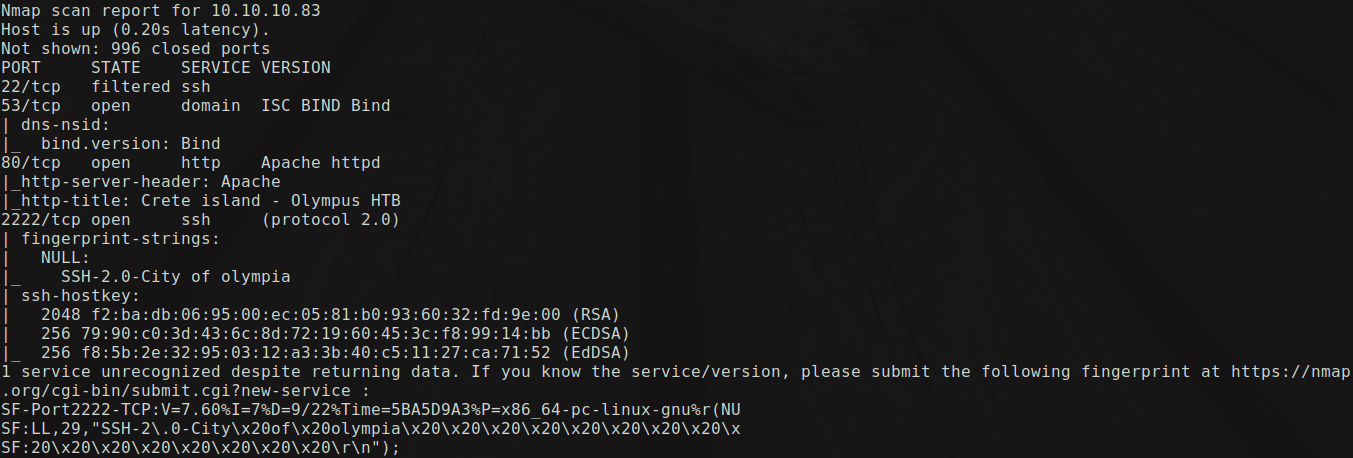 Nmap scan report for 10.10.10.83
Host is up (0.20s latency).
Not shown: 996 closed ports
PORT     STATE    SERVICE VERSION
22/tcp   filtered ssh
53/tcp   open     domain  ISC BIND Bind
| dns-nsid:
|_  bind.version: Bind
80/tcp   open     http    Apache httpd
|_http-server-header: Apache
|_http-title: Crete island - Olympus HTB
2222/tcp open     ssh     (protocol 2.0)
| fingerprint-strings:
|   NULL:
|_    SSH-2.0-City of olympia
| ssh-hostkey:
|   2048 f2:ba:db:06:95:00:ec:05:81:b0:93:60:32:fd:9e:00 (RSA)
|   256 79:90:c0:3d:43:6c:8d:72:19:60:45:3c:f8:99:14:bb (ECDSA)
|_  256 f8:5b:2e:32:95:03:12:a3:3b:40:c5:11:27:ca:71:52 (EdDSA)
1 service unrecognized despite returning data. If you know the service/version, please submit the following fingerprint at https://nmap
.org/cgi-bin/submit.cgi?new-service :
SF-Port2222-TCP:V=7.60%I=7%D=9/22%Time=5BA5D9A3%P=x86_64-pc-linux-gnu%r(NU
SF:LL,29,"SSH-2\.0-City\x20of\x20olympia\x20\x20\x20\x20\x20\x20\x20\x20\x
SF:20\x20\x20\x20\x20\x20\x20\x20\r\n");